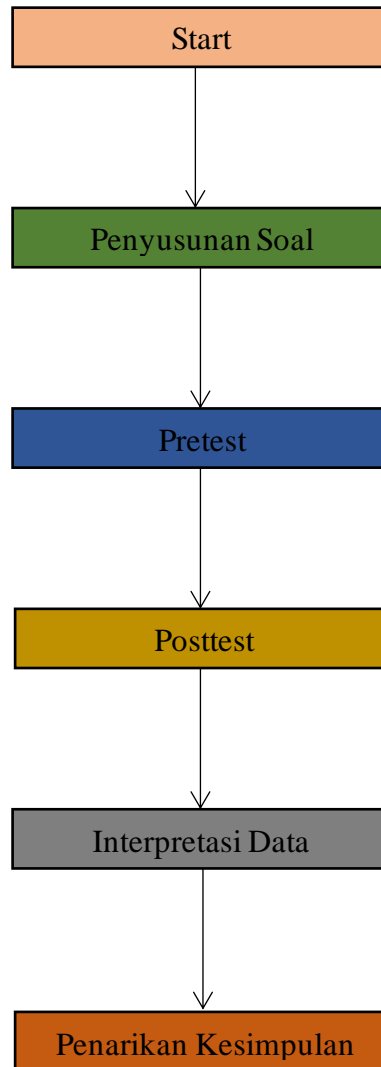 Start
Penyusunan Soal
Pretest
Posttest
Interpretasi Data
Penarikan Kesimpulan